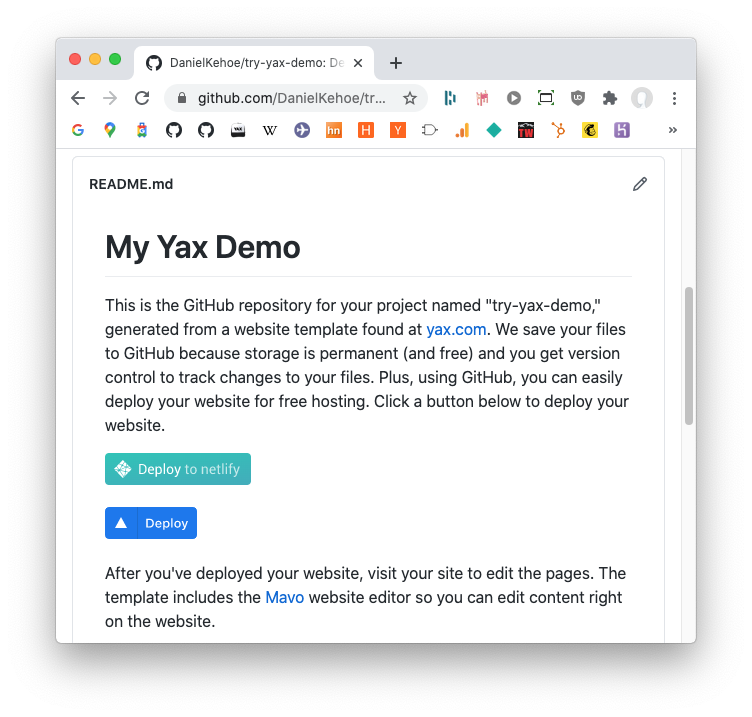 DanielKehoe/try-yax-demo: De
github.com/DanielKehoe/tr...
README.md
My Yax Demo
This is the GitHub repository for your project named "try-yax-demo,"
generated from a website template found at yax.com. We save your files
to GitHub because storage is permanent (and free) and you get version
control to track changes to your files. Plus, using GitHub, you can easily
deploy your website for free hosting. Click a button below to deploy your
website.
Deploy to netlify
Deploy
After you've deployed your website, visit your site to edit the pages. The
template includes the Mavo website editor so you can edit content right
on the website.